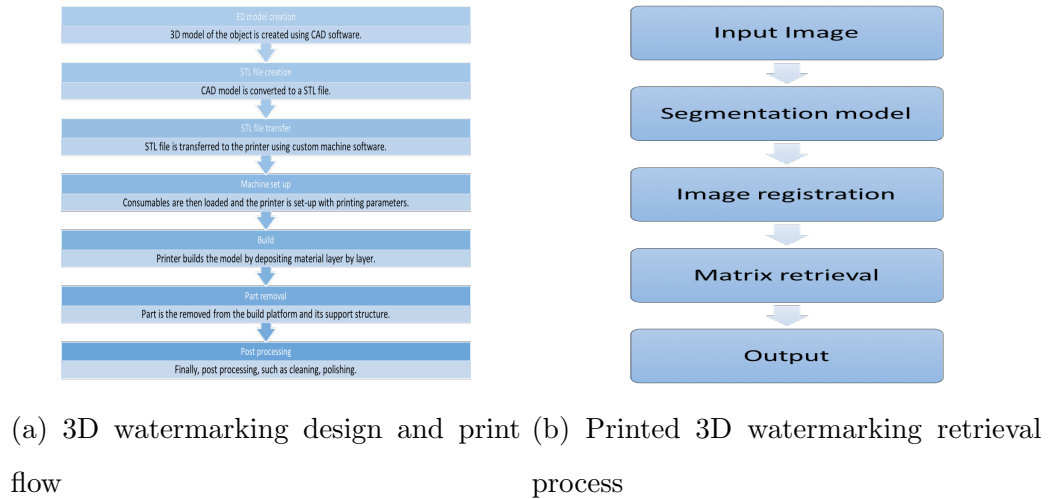 3D model creation
3D model of the object is created using CAD software.
STL file creation
CAD model is converted to a STL file.
STL file transfer
STL file is transferred to the printer using custom machine software.
Machine set up
Consumables are then loaded and the printer is set-up with printing parameters.
Build
Printer builds the model by depositing material layer by layer.
Part removal
Part is the removed from the build platform and its support structure.
Post processing
Finally, post processing, such as cleaning, polishing.
(a) 3D watermarking design and print
flow
Input Image
Segmentation model
Image registration
Matrix retrieval
Output
(b) Printed 3D watermarking retrieval
process